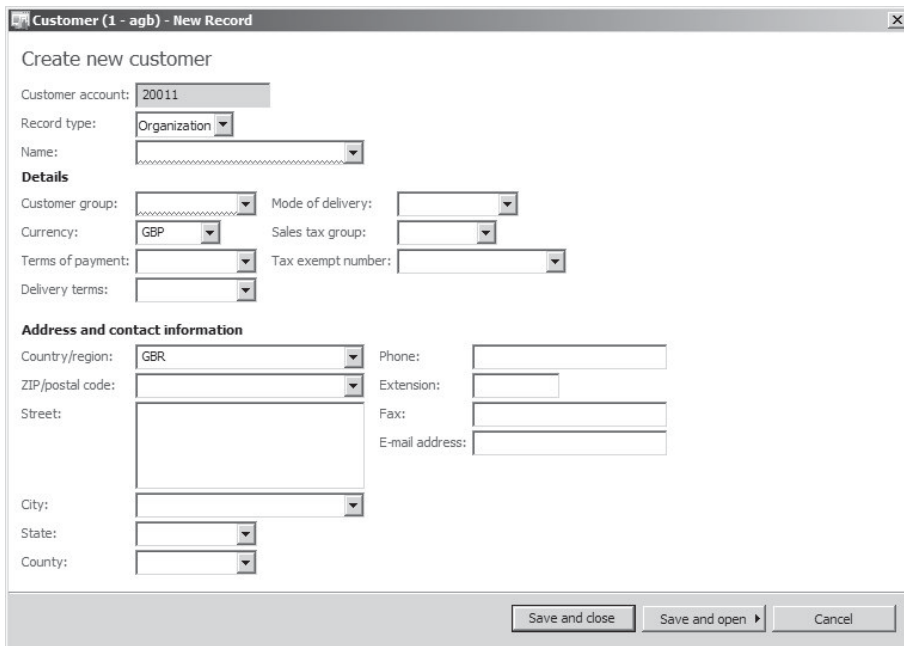 Customer (1 - agb) - New Record
Create new customer
Customer account: 20011
Record type: Organization
Name:
Details
Customer group: Mode of delivery:
Currency: GBP Sales tax group:
Terms of payment: Tax exempt number:
Delivery terms:
Address and contact information
Country/region: GBR Phone:
ZIP/postal code: Extension:
Street: Fax:
E-mail address:
City:
State:
County:
Save and close Save and open Cancel